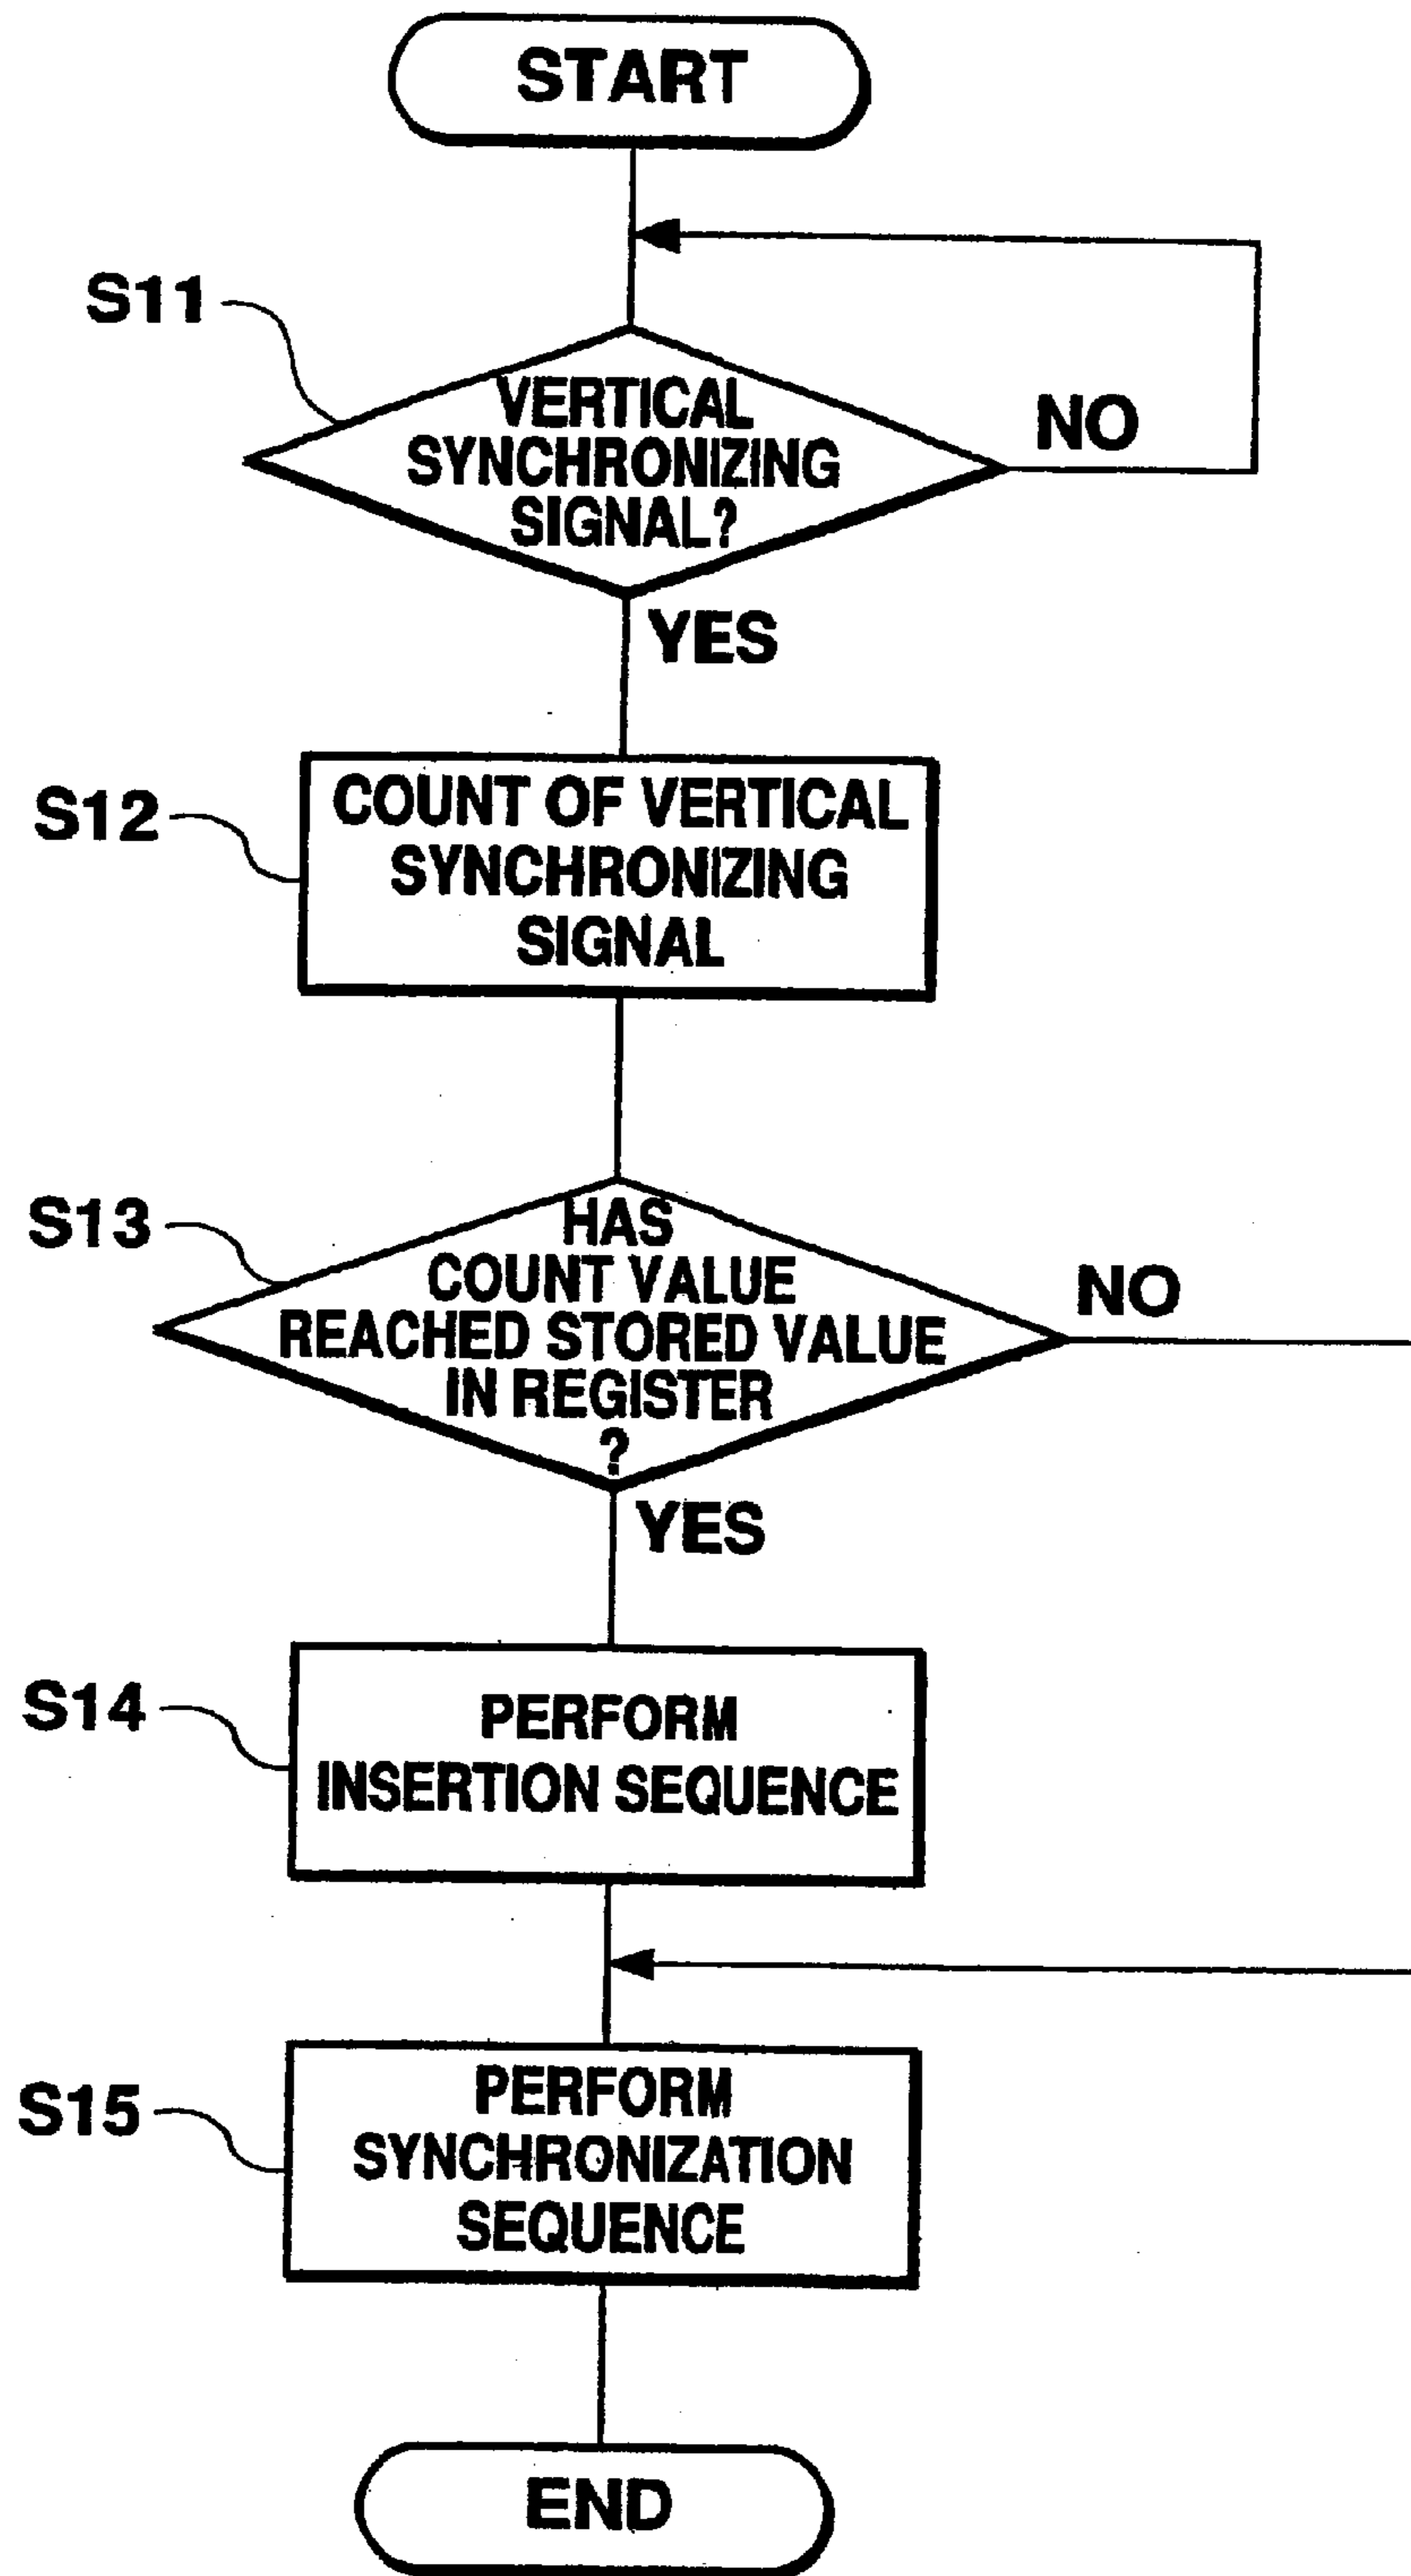 START
S11
VERTICAL
SYNCHRONIZING
SIGNAL?
NO
YES
S12
COUNT OF VERTICAL
SYNCHRONIZING
SIGNAL
S13
HAS
COUNT VALUE
REACHED STORED VALUE
IN REGISTER
?
NO
YES
S14
PERFORM
INSERTION SEQUENCE
S15
PERFORM
SYNCHRONIZATION
SEQUENCE
END